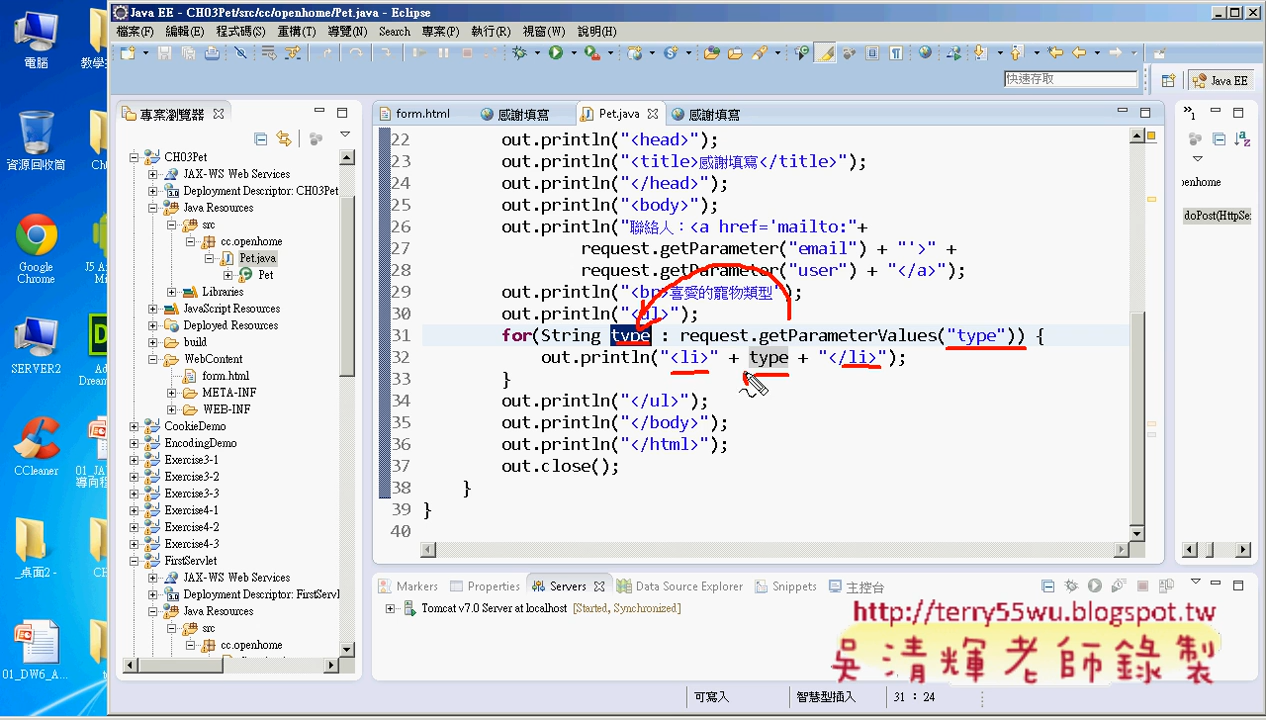 Java EE - CH03Pet/src/cc/openhome/Pet.java - Eclipse
檔案(F) 編輯(E) 程式碼(S) 重構(T) 導覽(N) Search 專案(P) 執行(R) 視窗(W) 說明(H)
快速存取
Java EE
電腦
資源回收筒
Google Chrome
SERVER2
CCleaner
_桌面2 -
01_DW6_A...
專案瀏覽器
CH03Pet
JAX-WS Web Services
Deployment Descriptor: CH03Pet
Java Resources
src
cc.openhome
Pet.java
Pet
Libraries
JavaScript Resources
Deployed Resources
build
WebContent
form.html
META-INF
WEB-INF
CookieDemo
EncodingDemo
Exercise3-1
Exercise3-2
Exercise3-3
Exercise4-1
Exercise4-2
Exercise4-3
FirstServlet
JAX-WS Web Services
Deployment Descriptor: FirstServl
Java Resources
src
cc.openhome
form.html 感謝填寫 Pet.java 感謝填寫
22 out.println("<head>");
23 out.println("<title>感謝填寫</title>");
24 out.println("</head>");
25 out.println("<body>");
26 out.println("聯絡人：<a href='mailto:"+
27 request.getParameter("email") + "'>" +
28 request.getParameter("user") + "</a>");
29 out.println("<br>喜愛的寵物類型");
30 out.println("<ul>");
31 for(String type : request.getParameterValues("type")) {
32 out.println("<li>" + type + "</li>");
33 }
34 out.println("</ul>");
35 out.println("</body>");
36 out.println("</html>");
37 out.close();
38 }
39 }
40
penhome
doPost(HttpSe
Markers Properties Servers Data Source Explorer Snippets 主控台
Tomcat v7.0 Server at localhost [Started, Synchronized]
http://terry55wu.blogspot.tw
吳清輝老師錄製
可寫入 智慧型插入 31 : 24